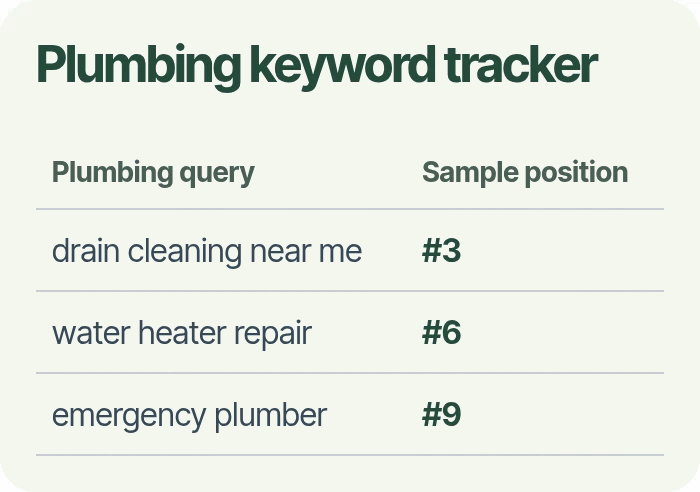 Plumbing keyword tracker
Plumbing query Sample position
drain cleaning near me #3
water heater repair #6
emergency plumber #9